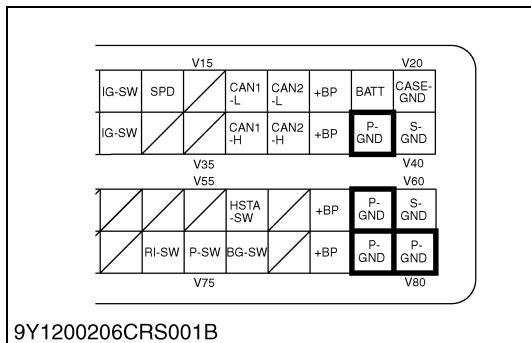 V15 V20
IG-SW SPD CAN1 -L CAN2 -L +BP BATT CASE- GND
IG-SW CAN1 -H CAN2 -H +BP P- GND S- GND
V35 V40
V55 V60
HSTA -SW +BP P- GND S- GND
RI-SW P-SW BG-SW +BP P- GND P- GND
V75 V80
9Y1200206CRS001B